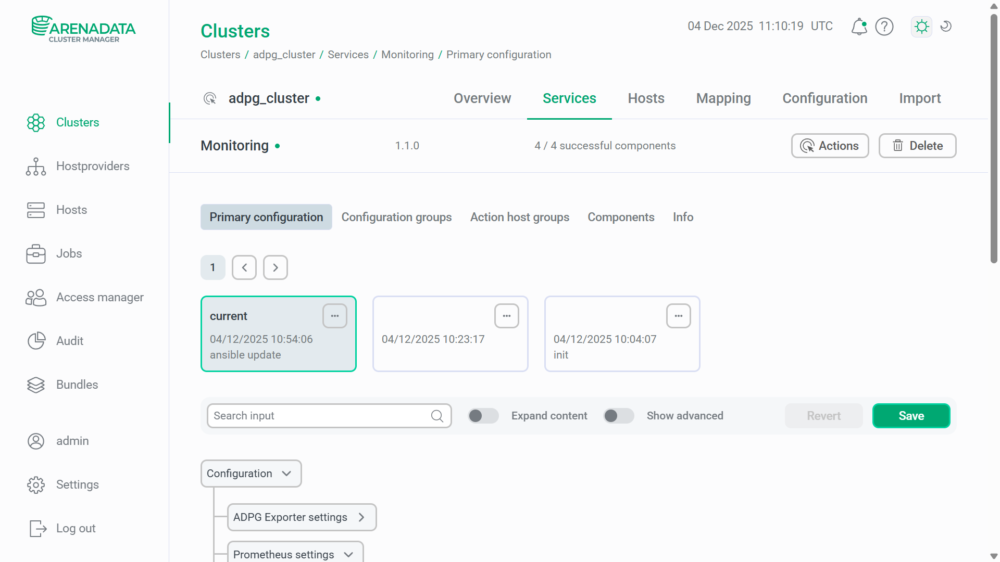 ARENADATA
CLUSTER MANAGER
Clusters
Hostproviders
Hosts
Jobs
Access manager
Audit
Bundles
admin
Settings
Log out
Clusters
04 Dec 2025 11:10:19 UTC
Clusters / adpg_cluster / Services / Monitoring / Primary configuration
adpg_cluster
Overview
Services
Hosts
Mapping
Configuration
Import
Monitoring
1.1.0
4 / 4 successful components
Actions
Delete
Primary configuration
Configuration groups
Action host groups
Components
Info
1
current
04/12/2025 10:54:06
ansible update
04/12/2025 10:23:17
04/12/2025 10:04:07
init
Search input
Expand content
Show advanced
Revert
Save
Configuration
ADPG Exporter settings
Prometheus settings